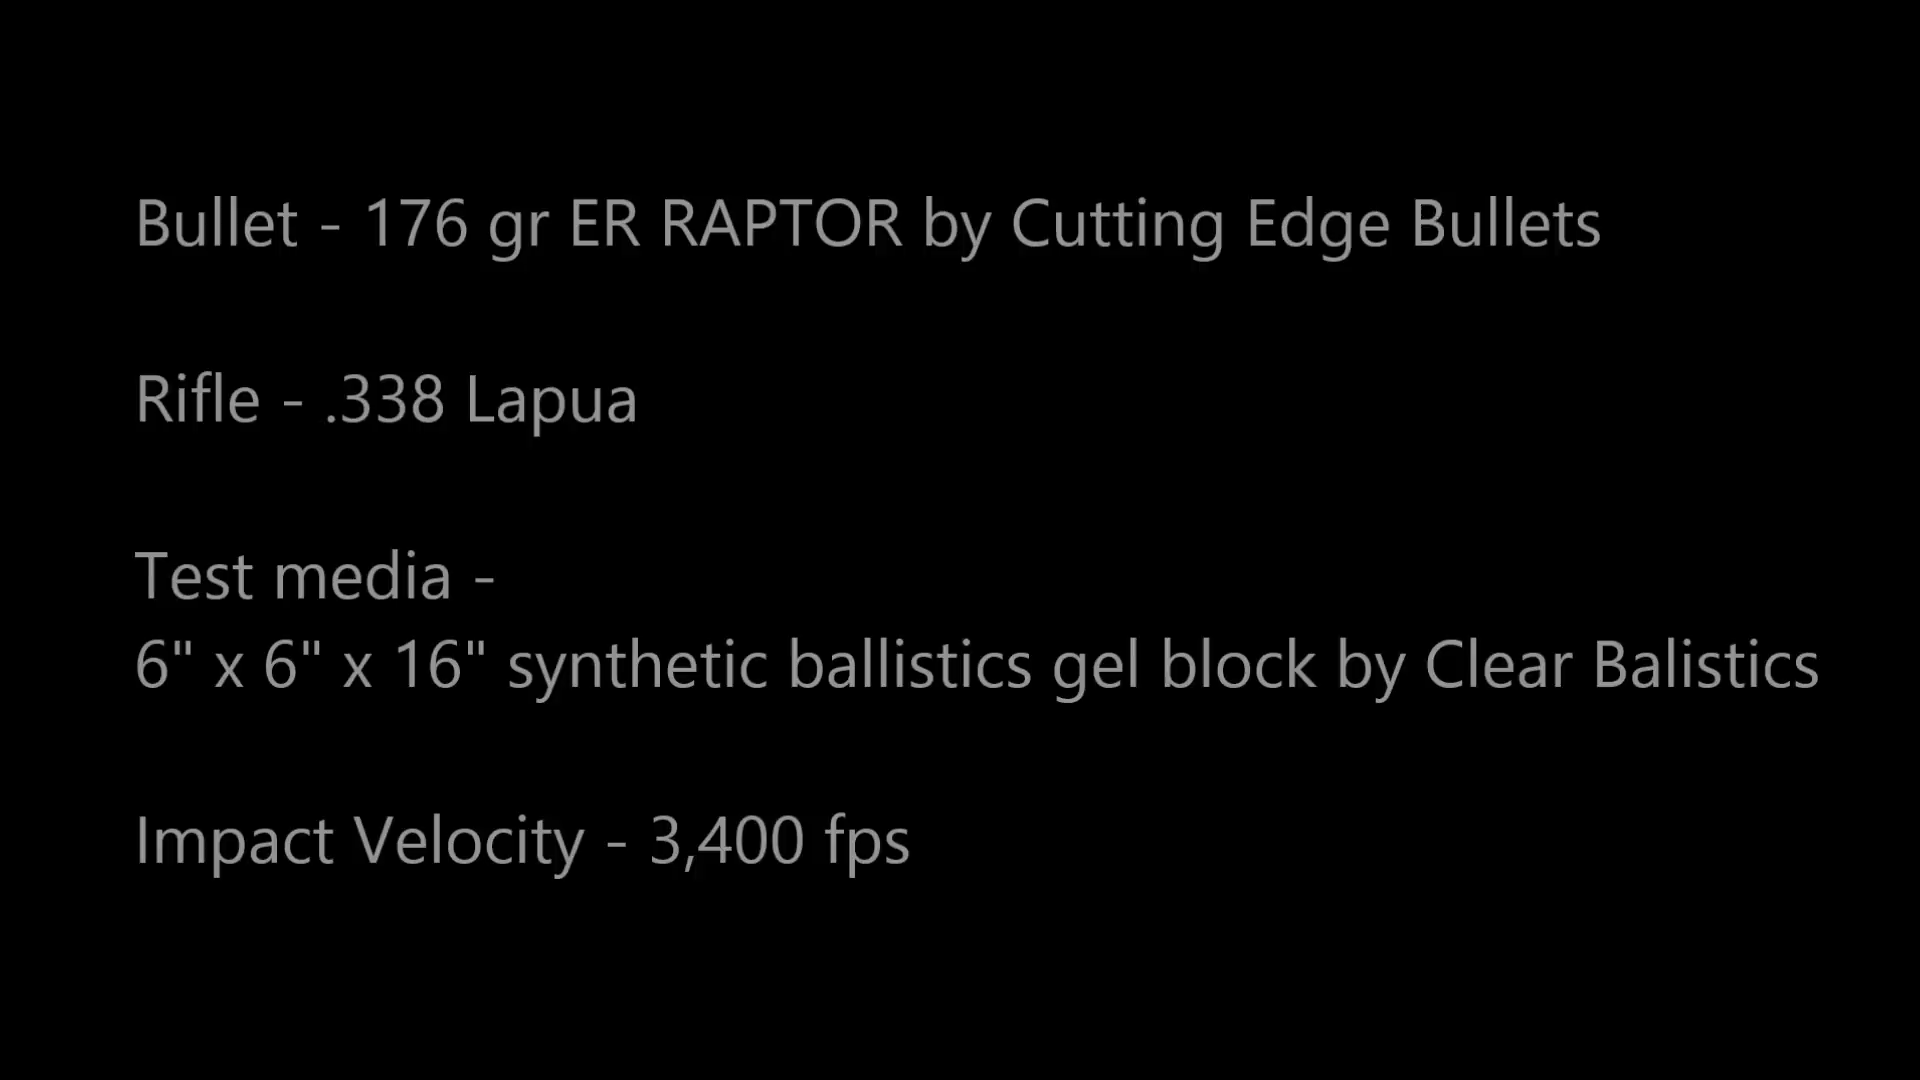 Bullet - 176 gr ER RAPTOR by Cutting Edge Bullets
Rifle - .338 Lapua
Test media -
6" x 6" x 16" synthetic ballistics gel block by Clear Balistics
Impact Velocity - 3,400 fps